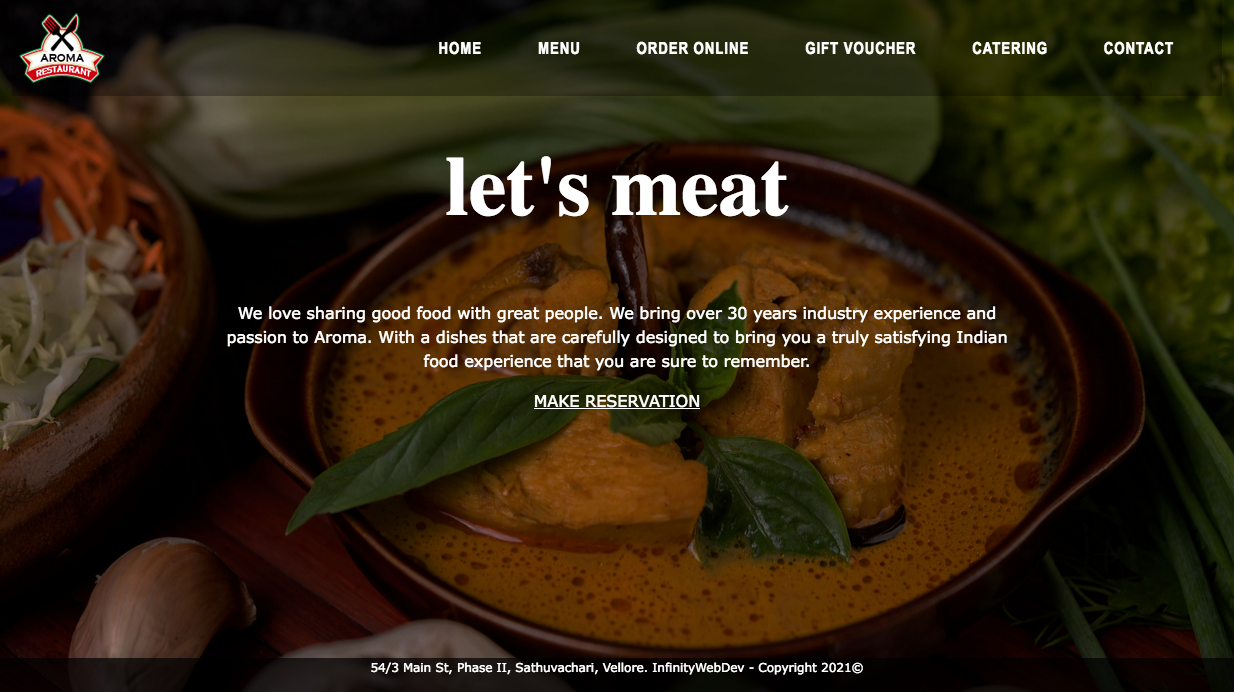 AROMA
RESTAURANT
HOME MENU ORDER ONLINE GIFT VOUCHER CATERING CONTACT
let's meat
We love sharing good food with great people. We bring over 30 years industry experience and
passion to Aroma. With a dishes that are carefully designed to bring you a truly satisfying Indian
food experience that you are sure to remember.
MAKE RESERVATION
54/3 Main St, Phase II, Sathuvachari, Vellore. InfinityWebDev - Copyright 2021©